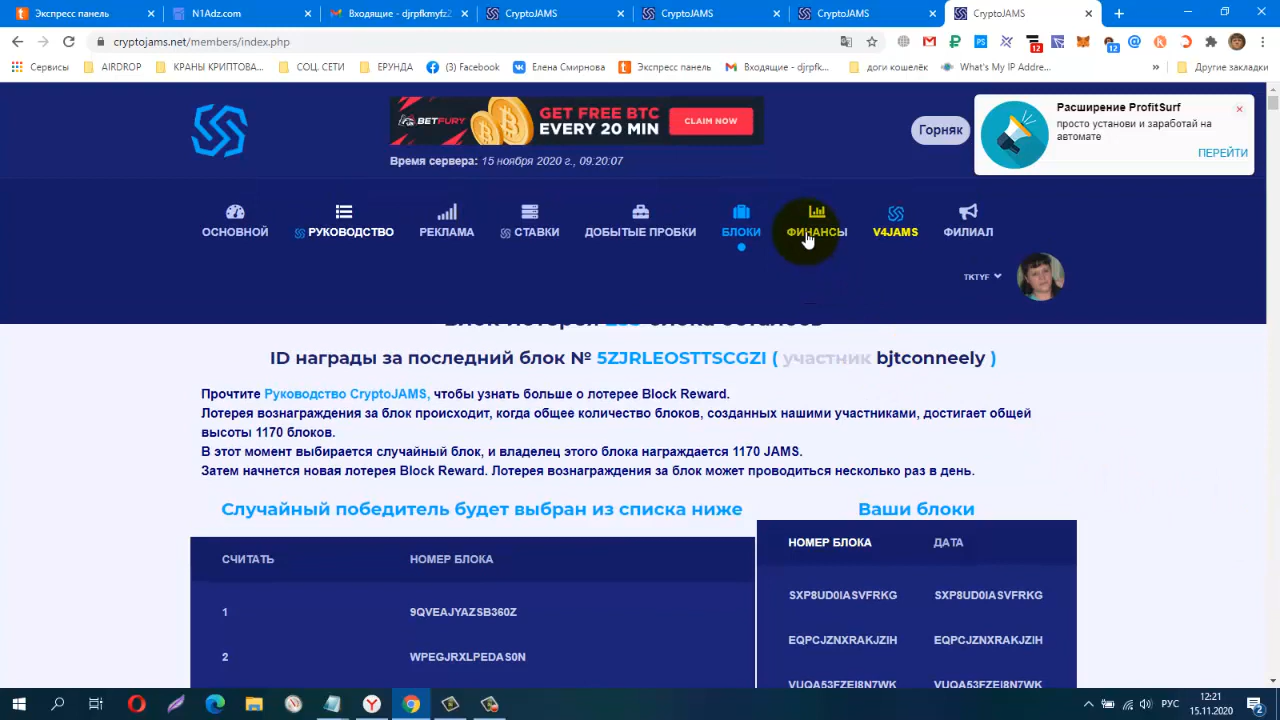 Экспресс панель
N1Adz.com
Входящие - djrpfkmyfz2
CryptoJAMS
CryptoJAMS
CryptoJAMS
CryptoJAMS
cryptojams.net/members/index.php
12
12
Сервисы
AIRDROP
КРАНЫ КРИПТОВА...
СОЦ. СЕТИ
ЕРУНДА
(3) Facebook
Елена Смирнова
Экспресс панель
Входящие - djrpfk...
доги кошелёк
What's My IP Addre...
»
Другие закладки
BETFURY
GET FREE BTC
EVERY 20 MIN
CLAIM NOW
Время сервера: 15 ноября 2020 г., 09:20:07
Горняк
Расширение ProfitSurf
просто установи и заработай на
автомате
ПЕРЕЙТИ
ОСНОВНОЙ
РУКОВОДСТВО
РЕКЛАМА
СТАВКИ
ДОБЫТЫЕ ПРОБКИ
БЛОКИ
ФИНАНСЫ
V4JAMS
ФИЛИАЛ
TKTYF
ID награды за последний блок № 5ZJRLEOSTTSCGZI ( участник bjtconneely )
Прочтите Руководство CryptoJAMS, чтобы узнать больше о лотерее Block Reward.
Лотерея вознаграждения за блок происходит, когда общее количество блоков, созданных нашими участниками, достигает общей
высоты 1170 блоков.
В этот момент выбирается случайный блок, и владелец этого блока награждается 1170 JAMS.
Затем начнется новая лотерея Block Reward. Лотерея вознаграждения за блок может проводиться несколько раз в день.
Случайный победитель будет выбран из списка ниже
СЧИТАТЬ НОМЕР БЛОКА
1 9QVEAJYAZSB360Z
2 WPEGJRXLPEDAS0N
Ваши блоки
НОМЕР БЛОКА ДАТА
SXP8UD0IASVFRKG SXP8UD0IASVFRKG
EQPCJZNXRAKJZIH EQPCJZNXRAKJZIH
VUQA53FZEI8N7WK VUQA53FZEI8N7WK
РУС
12:21
15.11.2020
2